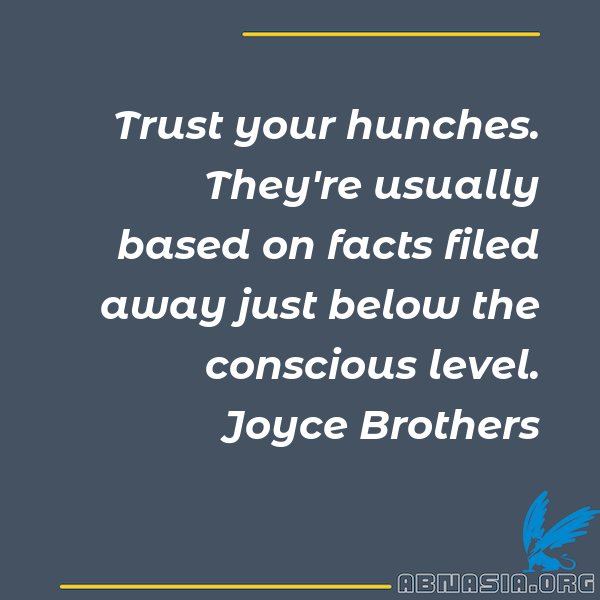 Trust your hunches.
They're usually
based on facts filed
away just below the
conscious level.
Joyce Brothers
ABNASIA.ORG